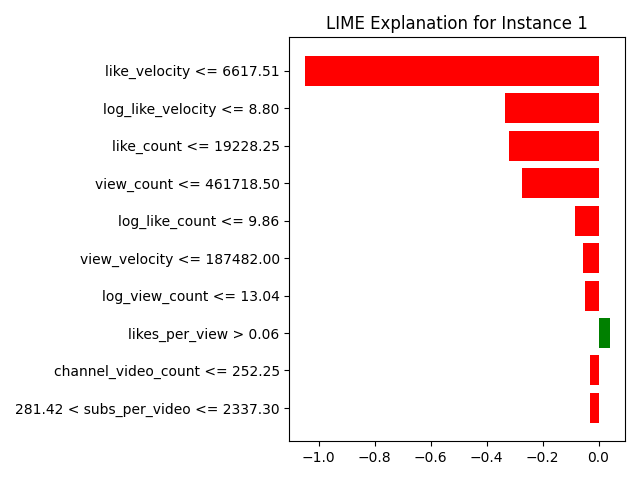 LIME Explanation for Instance 1
like_velocity <= 6617.51
log_like_velocity <= 8.80
like_count <= 19228.25
view_count <= 461718.50
log_like_count <= 9.86
view_velocity <= 187482.00
log_view_count <= 13.04
likes_per_view > 0.06
channel_video_count <= 252.25
281.42 < subs_per_video <= 2337.30
−1.0 −0.8 −0.6 −0.4 −0.2 0.0